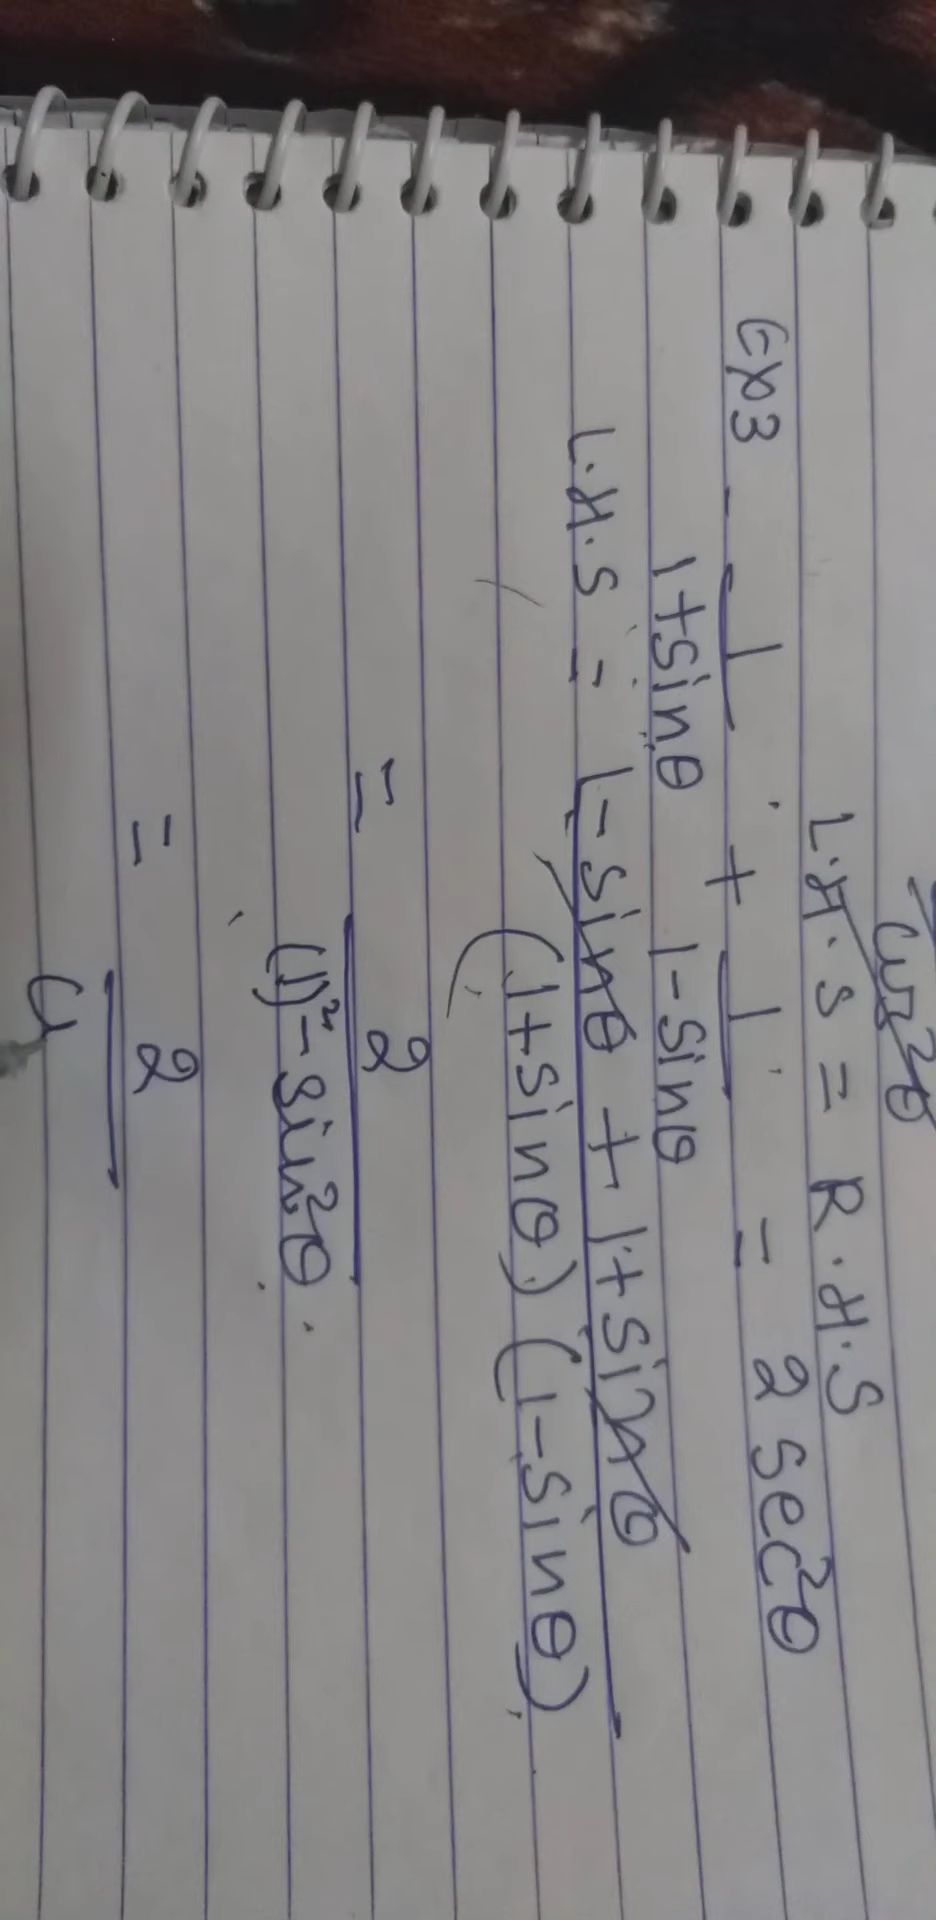 cos²θ
L.H.S = R.H.S
Ex3 - 1/1+sinθ + 1/1-sinθ = 2 sec²θ
L.H.S = 1-sinθ + 1+sinθ
(1+sinθ) (1-sinθ)
= 2
(1)²-sin²θ
= 2